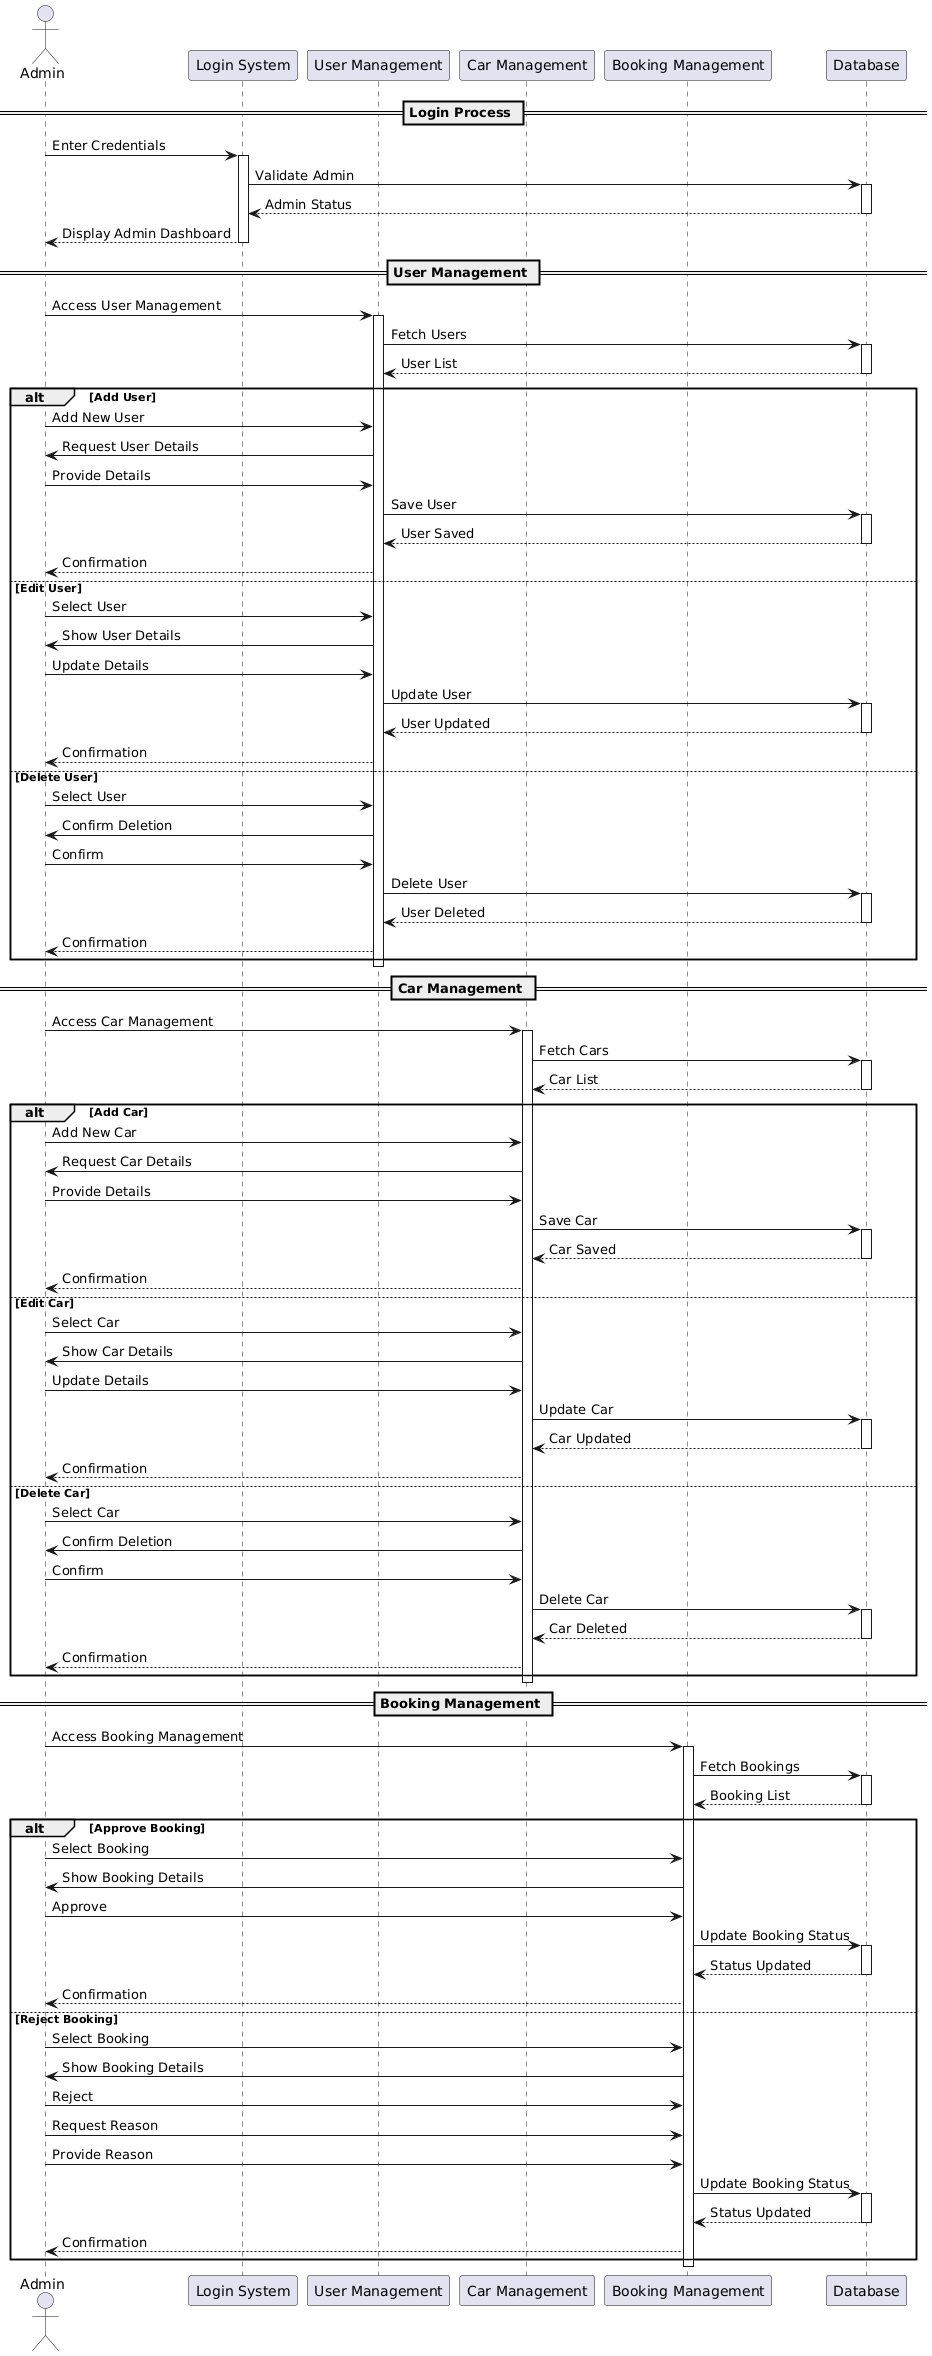 Admin
Login System
User Management
Car Management
Booking Management
Database
Login Process
Enter Credentials
Validate Admin
Admin Status
Display Admin Dashboard
User Management
Access User Management
Fetch Users
User List
alt [Add User]
Add New User
Request User Details
Provide Details
Save User
User Saved
Confirmation
[Edit User]
Select User
Show User Details
Update Details
Update User
User Updated
Confirmation
[Delete User]
Select User
Confirm Deletion
Confirm
Delete User
User Deleted
Confirmation
Car Management
Access Car Management
Fetch Cars
Car List
alt [Add Car]
Add New Car
Request Car Details
Provide Details
Save Car
Car Saved
Confirmation
[Edit Car]
Select Car
Show Car Details
Update Details
Update Car
Car Updated
Confirmation
[Delete Car]
Select Car
Confirm Deletion
Confirm
Delete Car
Car Deleted
Confirmation
Booking Management
Access Booking Management
Fetch Bookings
Booking List
alt [Approve Booking]
Select Booking
Show Booking Details
Approve
Update Booking Status
Status Updated
Confirmation
[Reject Booking]
Select Booking
Show Booking Details
Reject
Request Reason
Provide Reason
Update Booking Status
Status Updated
Confirmation
Admin
Login System
User Management
Car Management
Booking Management
Database